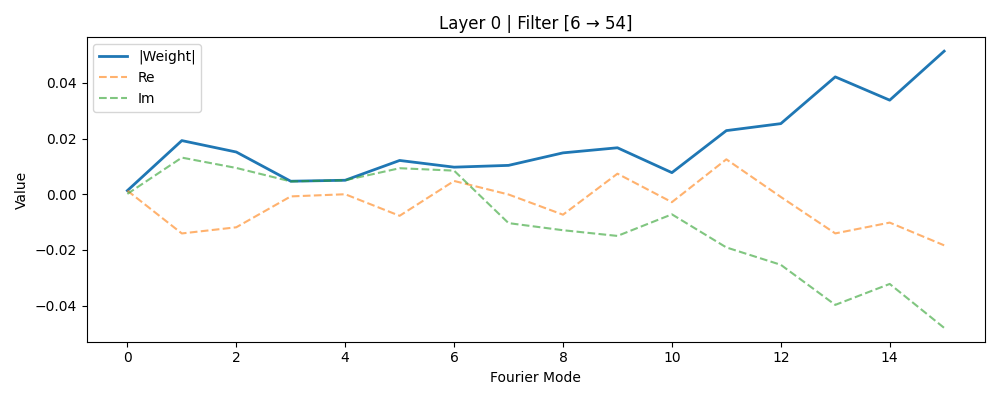 Layer 0 | Filter [6 → 54]
|Weight|
Re
Im
0.04
0.02
0.00
−0.02
−0.04
Value
0 2 4 6 8 10 12 14
Fourier Mode